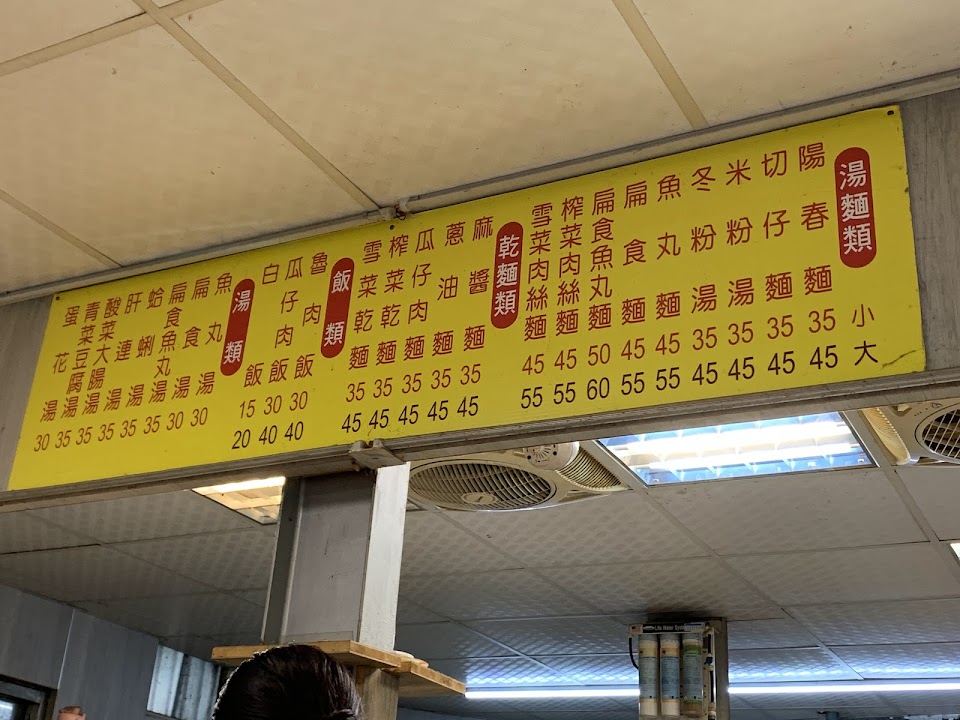 湯麵類
小 大
陽春麵 35 45
切仔麵 35 45
米粉湯 35 45
冬粉湯 35 45
魚丸麵 45 55
扁食麵 45 55
扁食魚丸麵 50 60
榨菜肉絲麵 45 55
雪菜肉絲麵 45 55
乾麵類
麻醬麵 35 45
蔥油麵 35 45
瓜仔肉麵 35 45
榨菜乾麵 35 45
雪菜乾麵 35 45
飯類
魯肉飯 30 40
瓜仔肉飯 30 40
白飯 15 20
湯類
魚丸湯 30
扁食湯 30
扁食魚丸湯 35
蛤蜊湯 35
肝連湯 35
酸菜大陽湯 35
青菜豆腐湯 35
蛋花湯 30